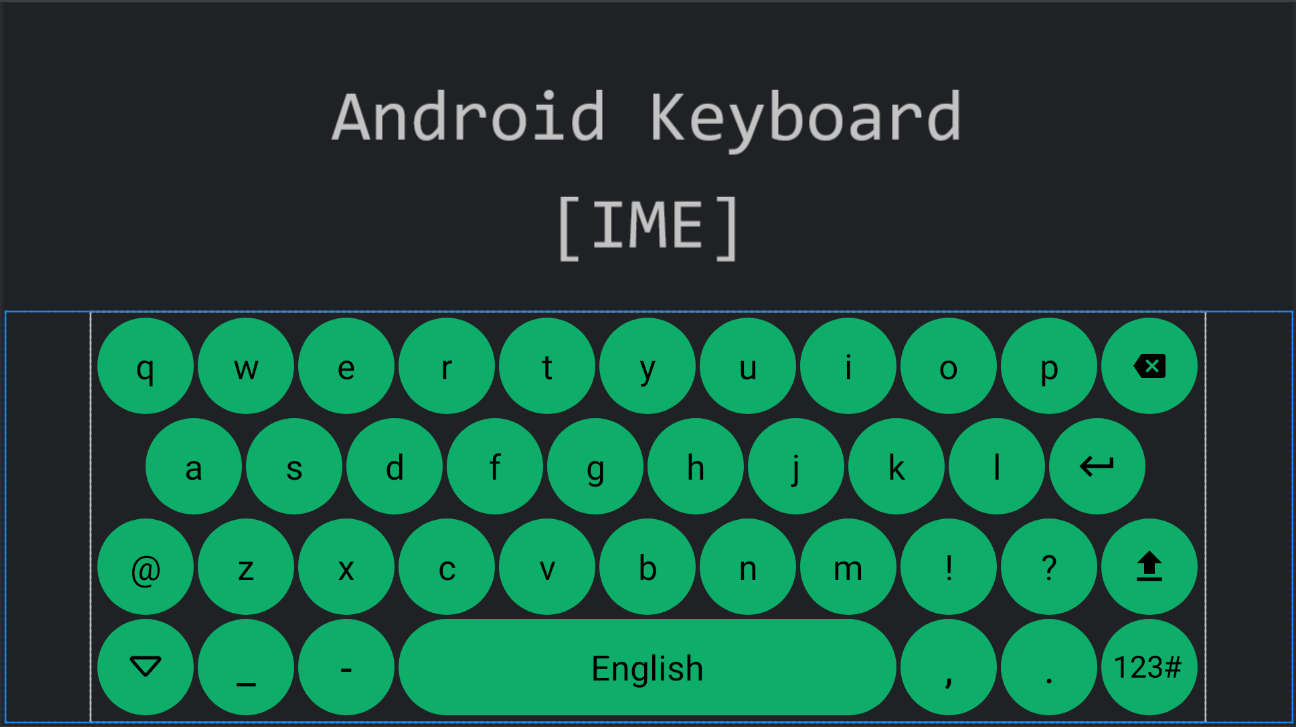 Android Keyboard
[IME]
q w e r t y u i o p
a s d f g h j k l
@ z x c v b n m ! ?
_ - English , . 123#